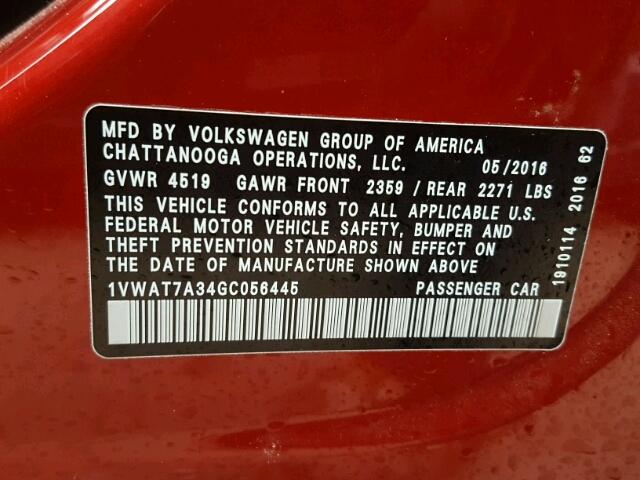 MFD BY VOLKSWAGEN GROUP OF AMERICA
CHATTANOOGA OPERATIONS, LLC. 05/2016
GVWR 4519 GAWR FRONT 2359 / REAR 2271 LBS
THIS VEHICLE CONFORMS TO ALL APPLICABLE U.S.
FEDERAL MOTOR VEHICLE SAFETY, BUMPER AND
THEFT PREVENTION STANDARDS IN EFFECT ON
THE DATE OF MANUFACTURE SHOWN ABOVE
1VWAT7A34GC056445 PASSENGER CAR
1910114 2016 62